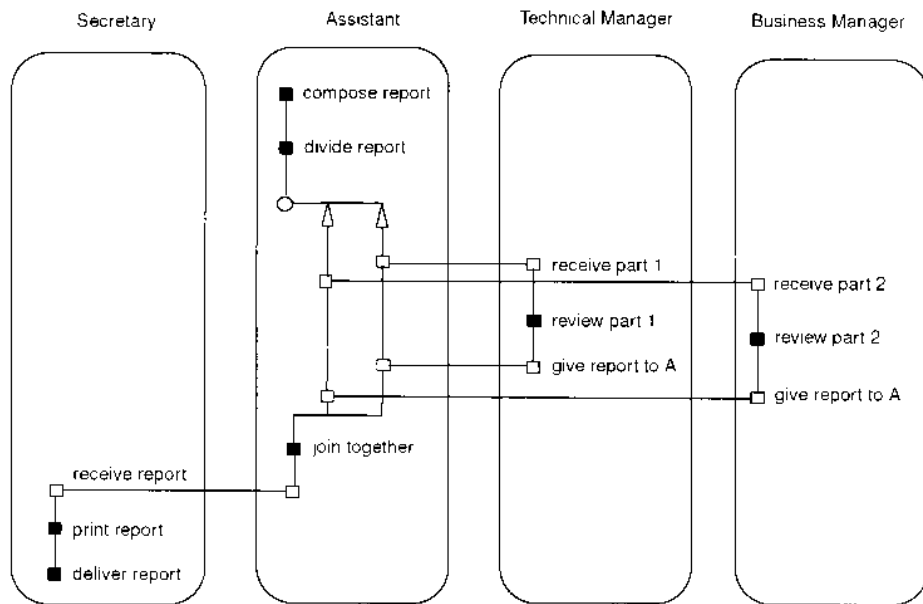 Secretary
Assistant
Technical Manager
Business Manager
compose report
divide report
receive part 1
receive part 2
review part 1
review part 2
give report to A
give report to A
join together
receive report
print report
deliver report